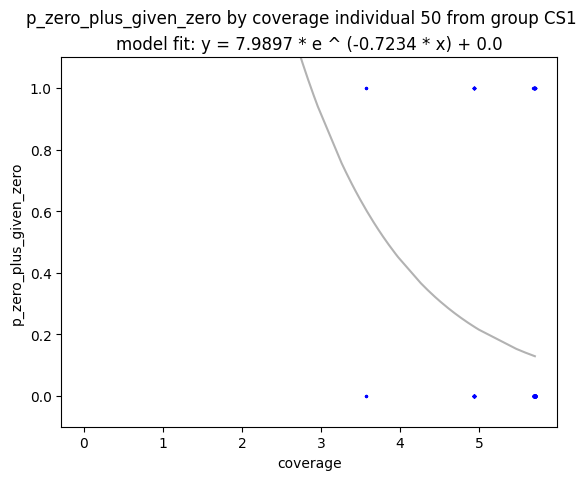 p_zero_plus_given_zero by coverage individual 50 from group CS1
model fit: y = 7.9897 * e ^ (-0.7234 * x) + 0.0
1.0
0.8
0.6
0.4
0.2
0.0
p_zero_plus_given_zero
0 1 2 3 4 5
coverage